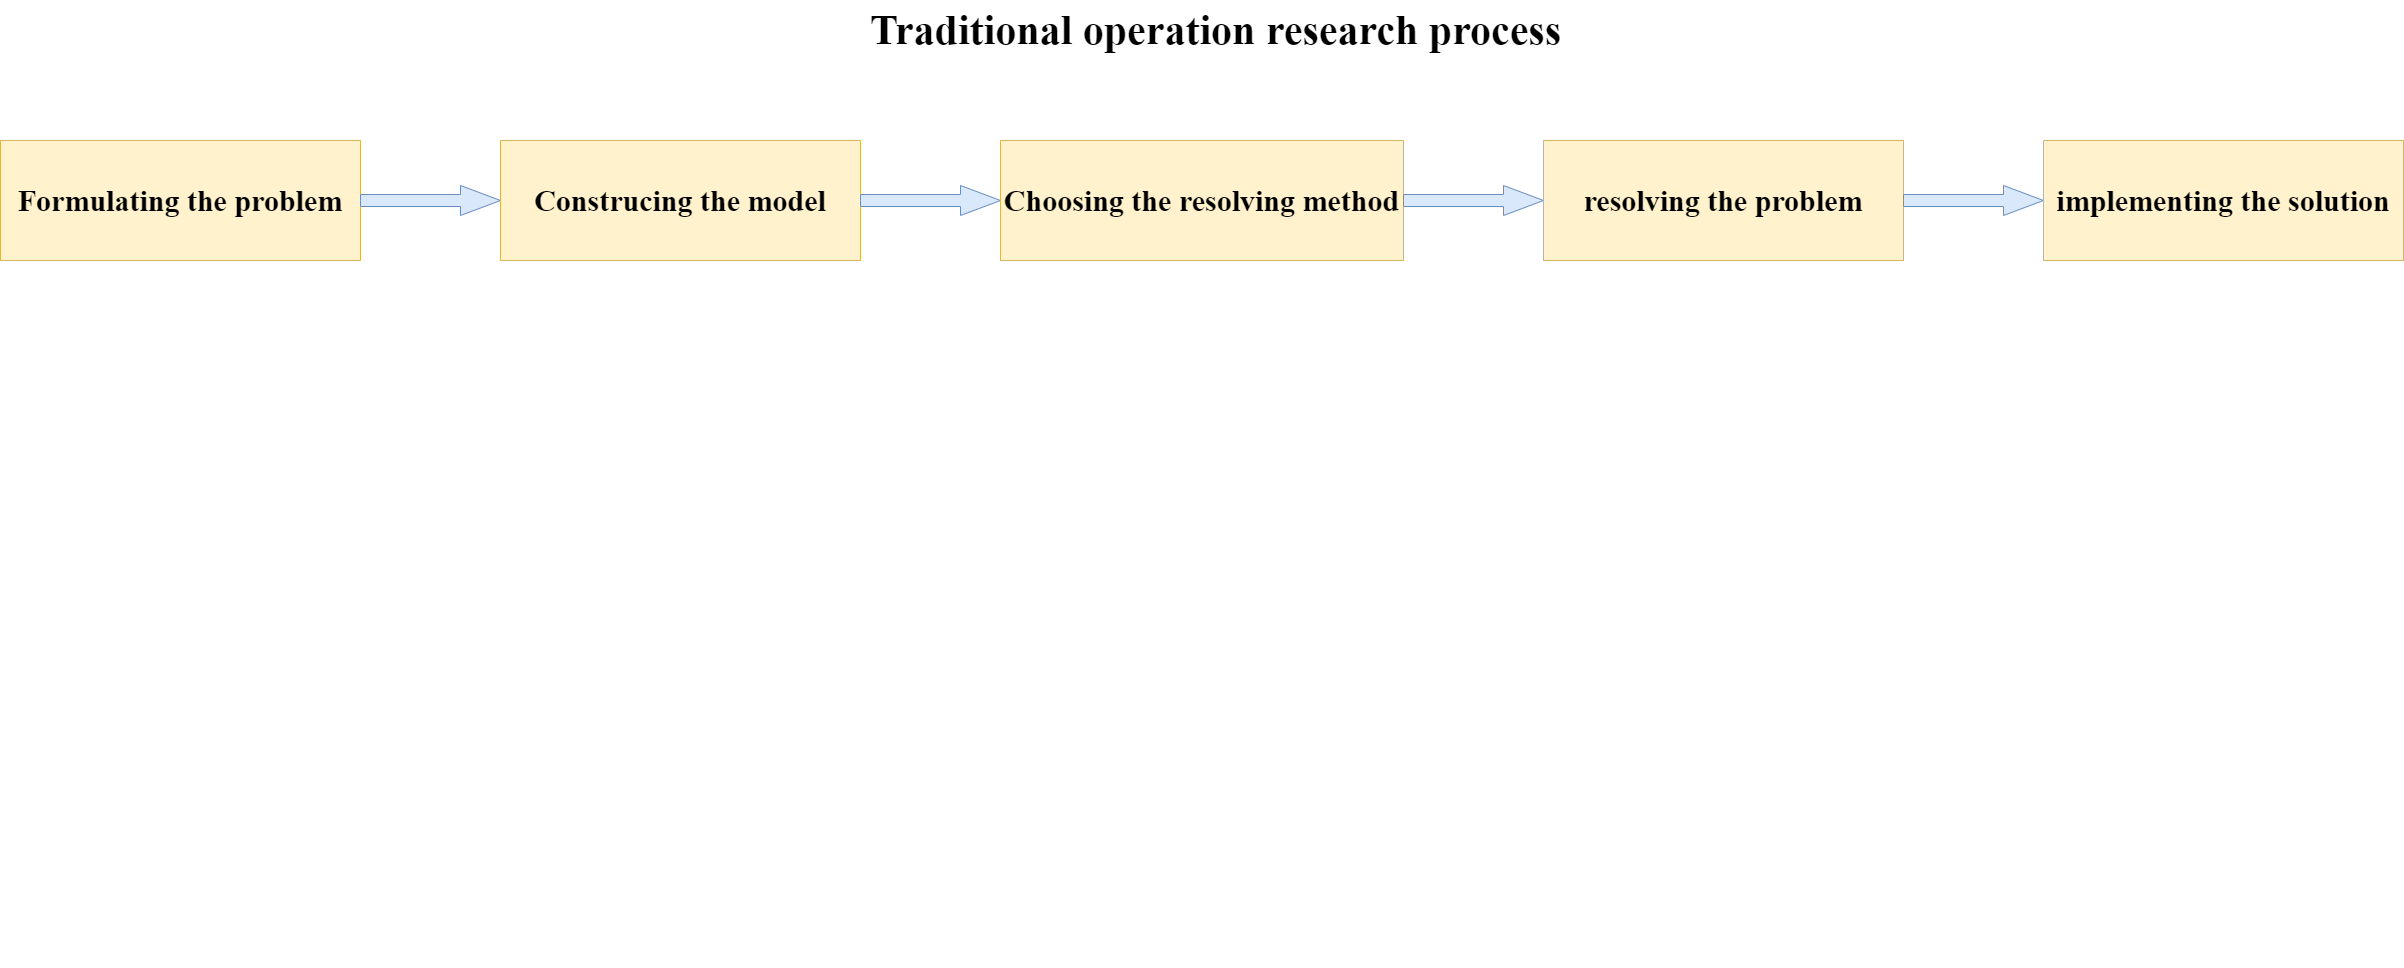 Traditional operation research process
Formulating the problem
Construcing the model
Choosing the resolving method
resolving the problem
implementing the solution